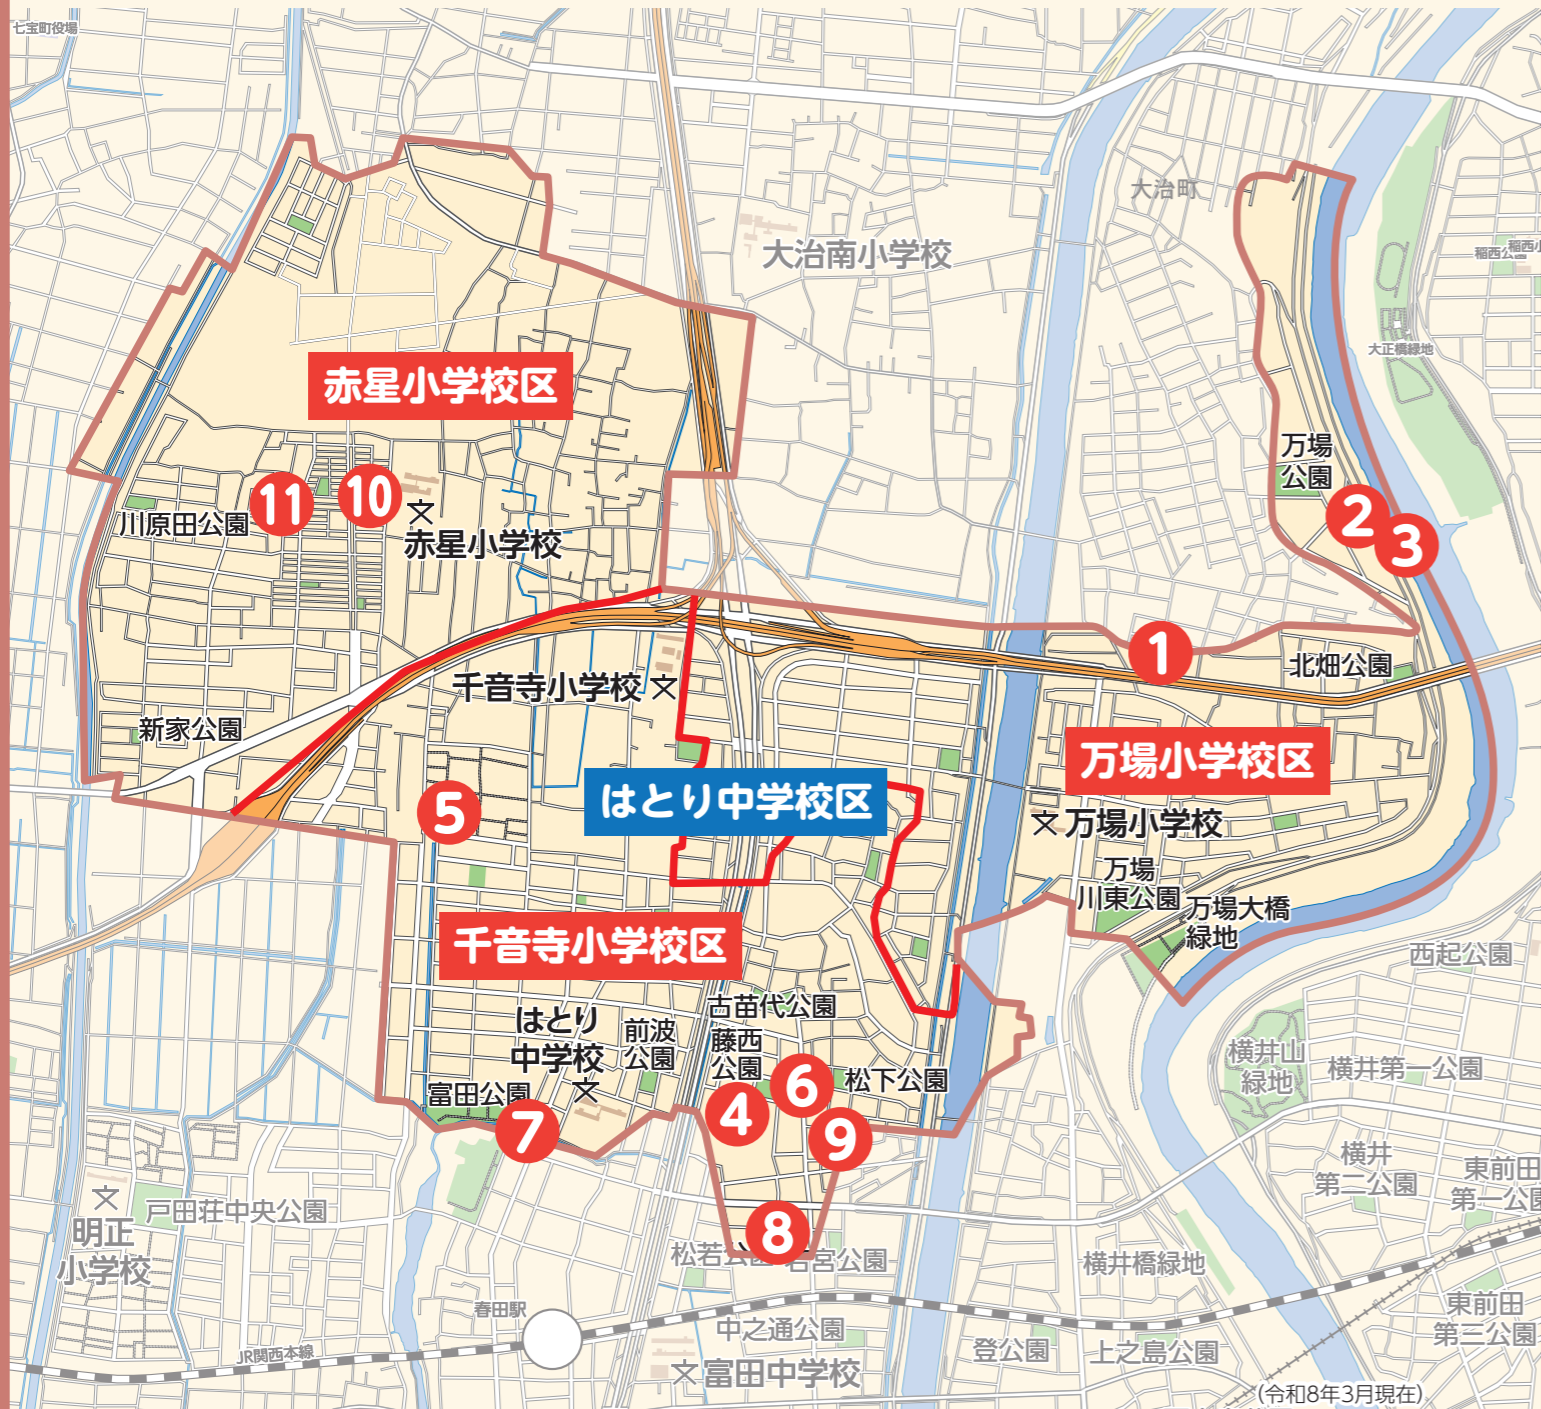 七宝町役場
大治町
大治南小学校
稲西公園
稲西小
大正橋緑地
赤星小学校区
万場
公園
11
10
2
3
川原田公園
赤星小学校
1
北畑公園
千音寺小学校
新家公園
万場小学校区
5
はとり中学校区
万場小学校
万場
川東公園
万場大橋
緑地
千音寺小学校区
西起公園
はとり
中学校
前波
公園
古苗代公園
藤西
公園
松下公園
横井山
緑地
横井第一公園
富田公園
6
4
7
9
横井
第二公園
東前田
第一公園
戸田荘中央公園
明正
小学校
8
松若公園
若宮公園
横井橋緑地
春田駅
中之通公園
東前田
第三公園
JR関西本線
登公園
上之島公園
富田中学校
(令和8年3月現在)